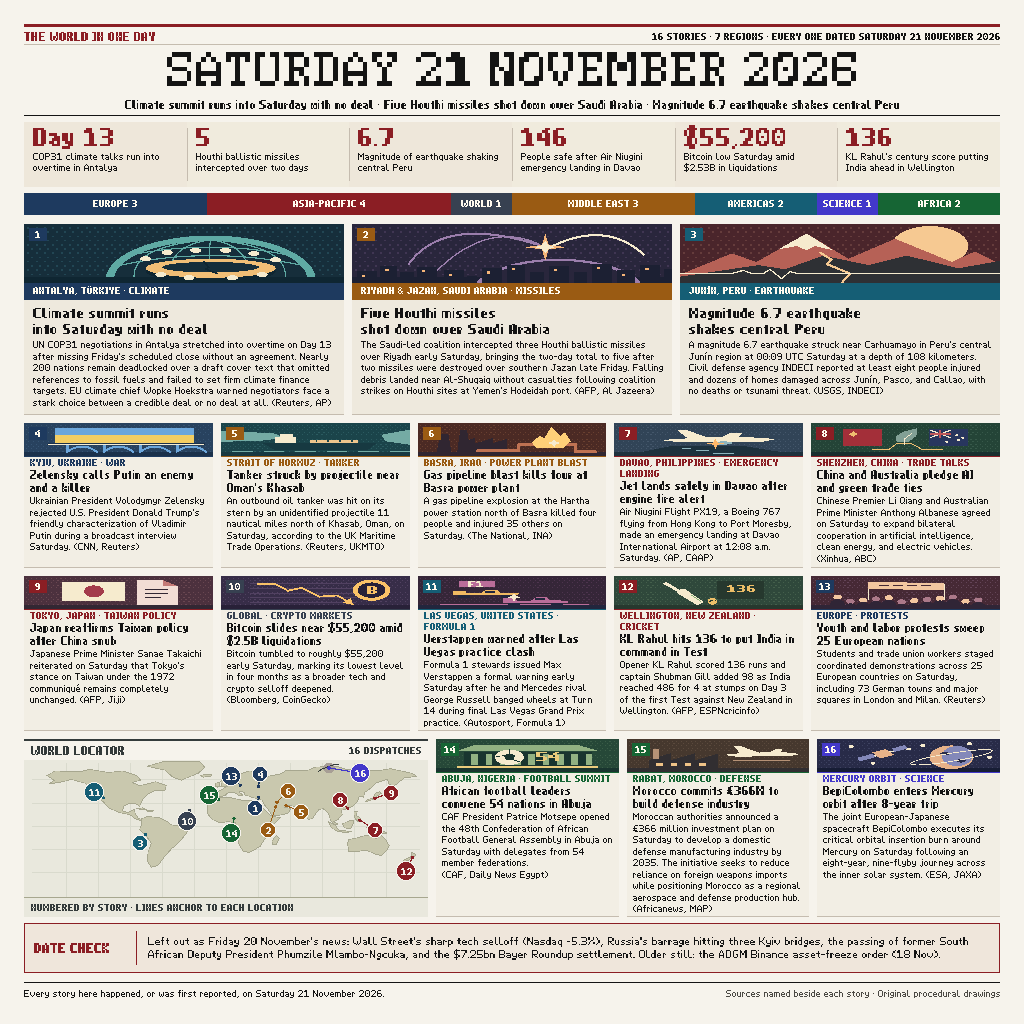 THE WORLD IN ONE DAY
16 STORIES · 7 REGIONS · EVERY ONE DATED SATURDAY 21 NOVEMBER 2026
SATURDAY 21 NOVEMBER 2026
Climate summit runs into Saturday with no deal · Five Houthi missiles shot down over Saudi Arabia · Magnitude 6.7 earthquake shakes central Peru
Day 13
COP31 climate talks run into
overtime in Antalya
5
Houthi ballistic missiles
intercepted over two days
6.7
Magnitude of earthquake shaking
central Peru
146
People safe after Air Niugini
emergency landing in Davao
$55,200
Bitcoin low Saturday amid
$2.53B in liquidations
136
KL Rahul's century score putting
India ahead in Wellington
EUROPE 3
ASIA-PACIFIC 4
WORLD 1
MIDDLE EAST 3
AMERICAS 2
SCIENCE 1
AFRICA 2
1
ANTALYA, TÜRKIYE · CLIMATE
Climate summit runs
into Saturday with no deal
UN COP31 negotiations in Antalya stretched into overtime on Day 13
after missing Friday's scheduled close without an agreement. Nearly
200 nations remain deadlocked over a draft cover text that omitted
references to fossil fuels and failed to set firm climate finance
targets. EU climate chief Wopke Hoekstra warned negotiators face a
stark choice between a credible deal or no deal at all. (Reuters, AP)
2
RIYADH & JAZAN, SAUDI ARABIA · MISSILES
Five Houthi missiles
shot down over Saudi Arabia
The Saudi-led coalition intercepted three Houthi ballistic missiles
over Riyadh early Saturday, bringing the two-day total to five after
two missiles were destroyed over southern Jazan late Friday. Falling
debris landed near Al-Shuqaiq without casualties following coalition
strikes on Houthi sites at Yemen's Hodeidah port. (AFP, Al Jazeera)
3
JUNÍN, PERU · EARTHQUAKE
Magnitude 6.7 earthquake
shakes central Peru
A magnitude 6.7 earthquake struck near Carhuamayo in Peru's central
Junín region at 00:09 UTC Saturday at a depth of 108 kilometers.
Civil defense agency INDECI reported at least eight people injured
and dozens of homes damaged across Junín, Pasco, and Callao, with
no deaths or tsunami threat. (USGS, INDECI)
4
KYIV, UKRAINE · WAR
Zelensky calls Putin an enemy
and a killer
Ukrainian President Volodymyr Zelensky
rejected U.S. President Donald Trump's
friendly characterization of Vladimir
Putin during a broadcast interview
Saturday. (CNN, Reuters)
5
STRAIT OF HORMUZ · TANKER
Tanker struck by projectile near
Oman's Khasab
An outbound oil tanker was hit on its
stern by an unidentified projectile 11
nautical miles north of Khasab, Oman, on
Saturday, according to the UK Maritime
Trade Operations. (Reuters, UKMTO)
6
BASRA, IRAQ · POWER PLANT BLAST
Gas pipeline blast kills four at
Basra power plant
A gas pipeline explosion at the Hartha
power station north of Basra killed four
people and injured 35 others on
Saturday. (The National, INA)
7
DAVAO, PHILIPPINES · EMERGENCY
LANDING
Jet lands safely in Davao after
engine fire alert
Air Niugini Flight PX19, a Boeing 767
flying from Hong Kong to Port Moresby,
made an emergency landing at Davao
International Airport at 12:08 a.m.
Saturday. (AP, CAAP)
8
SHENZHEN, CHINA · TRADE TALKS
China and Australia pledge AI
and green trade ties
Chinese Premier Li Qiang and Australian
Prime Minister Anthony Albanese agreed
on Saturday to expand bilateral
cooperation in artificial intelligence,
clean energy, and electric vehicles.
(Xinhua, ABC)
9
TOKYO, JAPAN · TAIWAN POLICY
Japan reaffirms Taiwan policy
after China snub
Japanese Prime Minister Sanae Takaichi
reiterated on Saturday that Tokyo's
stance on Taiwan under the 1972
communiqué remains completely
unchanged. (AFP, Jiji)
10
B
GLOBAL · CRYPTO MARKETS
Bitcoin slides near $55,200 amid
$2.5B liquidations
Bitcoin tumbled to roughly $55,200
early Saturday, marking its lowest level
in four months as a broader tech and
crypto selloff deepened.
(Bloomberg, CoinGecko)
11
F1
LAS VEGAS, UNITED STATES ·
FORMULA 1
Verstappen warned after Las
Vegas practice clash
Formula 1 stewards issued Max
Verstappen a formal warning early
Saturday after he and Mercedes rival
George Russell banged wheels at Turn
14 during final Las Vegas Grand Prix
practice. (Autosport, Formula 1)
12
136
WELLINGTON, NEW ZEALAND ·
CRICKET
KL Rahul hits 136 to put India in
command in Test
Opener KL Rahul scored 136 runs and
captain Shubman Gill added 98 as India
reached 486 for 4 at stumps on Day 3
of the first Test against New Zealand in
Wellington. (AFP, ESPNcricinfo)
13
EUROPE · PROTESTS
Youth and labor protests sweep
25 European nations
Students and trade union workers staged
coordinated demonstrations across 25
European countries on Saturday,
including 73 German towns and major
squares in London and Milan. (Reuters)
WORLD LOCATOR
16 DISPATCHES
13
4
16
11
15
6
8
9
1
5
10
14
2
7
3
12
NUMBERED BY STORY · LINES ANCHOR TO EACH LOCATION
14
54
ABUJA, NIGERIA · FOOTBALL SUMMIT
African football leaders
convene 54 nations in Abuja
CAF President Patrice Motsepe opened
the 48th Confederation of African
Football General Assembly in Abuja on
Saturday with delegates from 54
member federations.
(CAF, Daily News Egypt)
15
RABAT, MOROCCO · DEFENSE
Morocco commits €366M to
build defense industry
Moroccan authorities announced a
€366 million investment plan on
Saturday to develop a domestic
defense manufacturing industry by
2035. The initiative seeks to reduce
reliance on foreign weapons imports
while positioning Morocco as a regional
aerospace and defense production hub.
(Africanews, MAP)
16
MERCURY ORBIT · SCIENCE
BepiColombo enters Mercury
orbit after 8-year trip
The joint European-Japanese
spacecraft BepiColombo executes its
critical orbital insertion burn around
Mercury on Saturday following an
eight-year, nine-flyby journey across
the inner solar system. (ESA, JAXA)
DATE CHECK
Left out as Friday 20 November's news: Wall Street's sharp tech selloff (Nasdaq -5.3%), Russia's barrage hitting three Kyiv bridges, the passing of former South
African Deputy President Phumzile Mlambo-Ngcuka, and the $7.25bn Bayer Roundup settlement. Older still: the ADGM Binance asset-freeze order (18 Nov).
Every story here happened, or was first reported, on Saturday 21 November 2026.
Sources named beside each story · Original procedural drawings